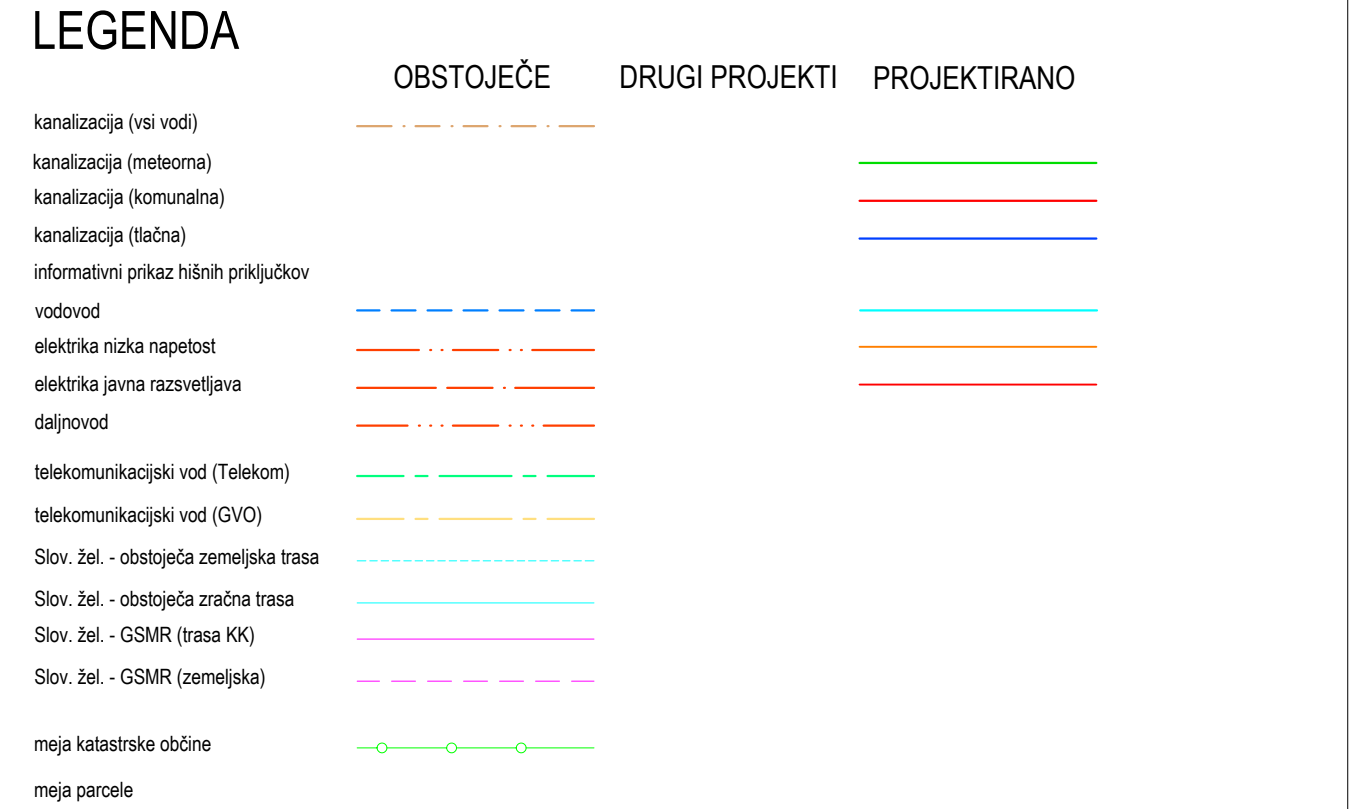 LEGENDA
OBSTOJEČE DRUGI PROJEKTI PROJEKTIRANO
kanalizacija (vsi vodi)
kanalizacija (meteorna)
kanalizacija (komunalna)
kanalizacija (tlačna)
informativni prikaz hišnih priključkov
vodovod
elektrika nizka napetost
elektrika javna razsvetljava
daljnovod
telekomunikacijski vod (Telekom)
telekomunikacijski vod (GVO)
Slov. žel. - obstoječa zemeljska trasa
Slov. žel. - obstoječa zračna trasa
Slov. žel. - GSMR (trasa KK)
Slov. žel. - GSMR (zemeljska)
meja katastrske občine
meja parcele